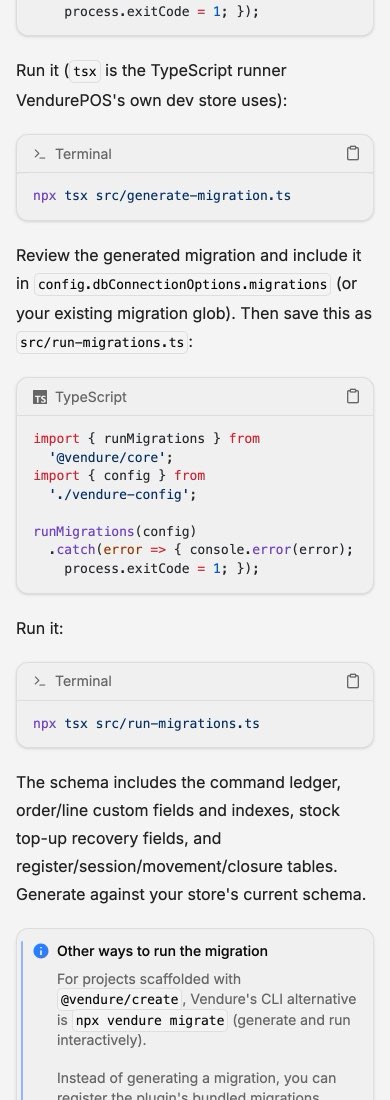 process.exitCode = 1; });
Run it ( tsx is the TypeScript runner
VendurePOS's own dev store uses):
Terminal
npx tsx src/generate-migration.ts
Review the generated migration and include it
in config.dbConnectionOptions.migrations (or
your existing migration glob). Then save this as
src/run-migrations.ts :
TS TypeScript
import { runMigrations } from
'@vendure/core';
import { config } from
'./vendure-config';
runMigrations(config)
.catch(error => { console.error(error);
process.exitCode = 1; });
Run it:
Terminal
npx tsx src/run-migrations.ts
The schema includes the command ledger,
order/line custom fields and indexes, stock
top-up recovery fields, and
register/session/movement/closure tables.
Generate against your store's current schema.
Other ways to run the migration
For projects scaffolded with
@vendure/create , Vendure's CLI alternative
is npx vendure migrate (generate and run
interactively).
Instead of generating a migration, you can
register the plugin's bundled migrations